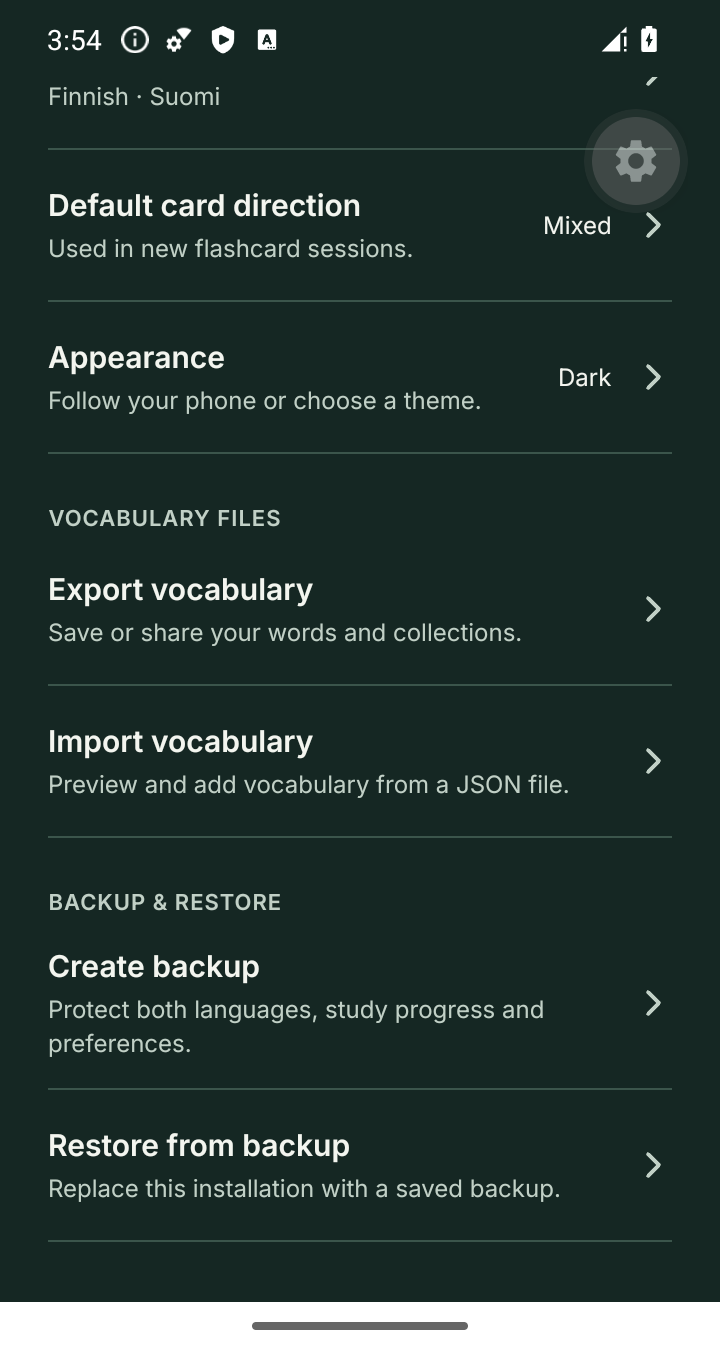 3:54
Finnish · Suomi
Default card direction
Used in new flashcard sessions.
Mixed
Appearance
Follow your phone or choose a theme.
Dark
VOCABULARY FILES
Export vocabulary
Save or share your words and collections.
Import vocabulary
Preview and add vocabulary from a JSON file.
BACKUP & RESTORE
Create backup
Protect both languages, study progress and
preferences.
Restore from backup
Replace this installation with a saved backup.